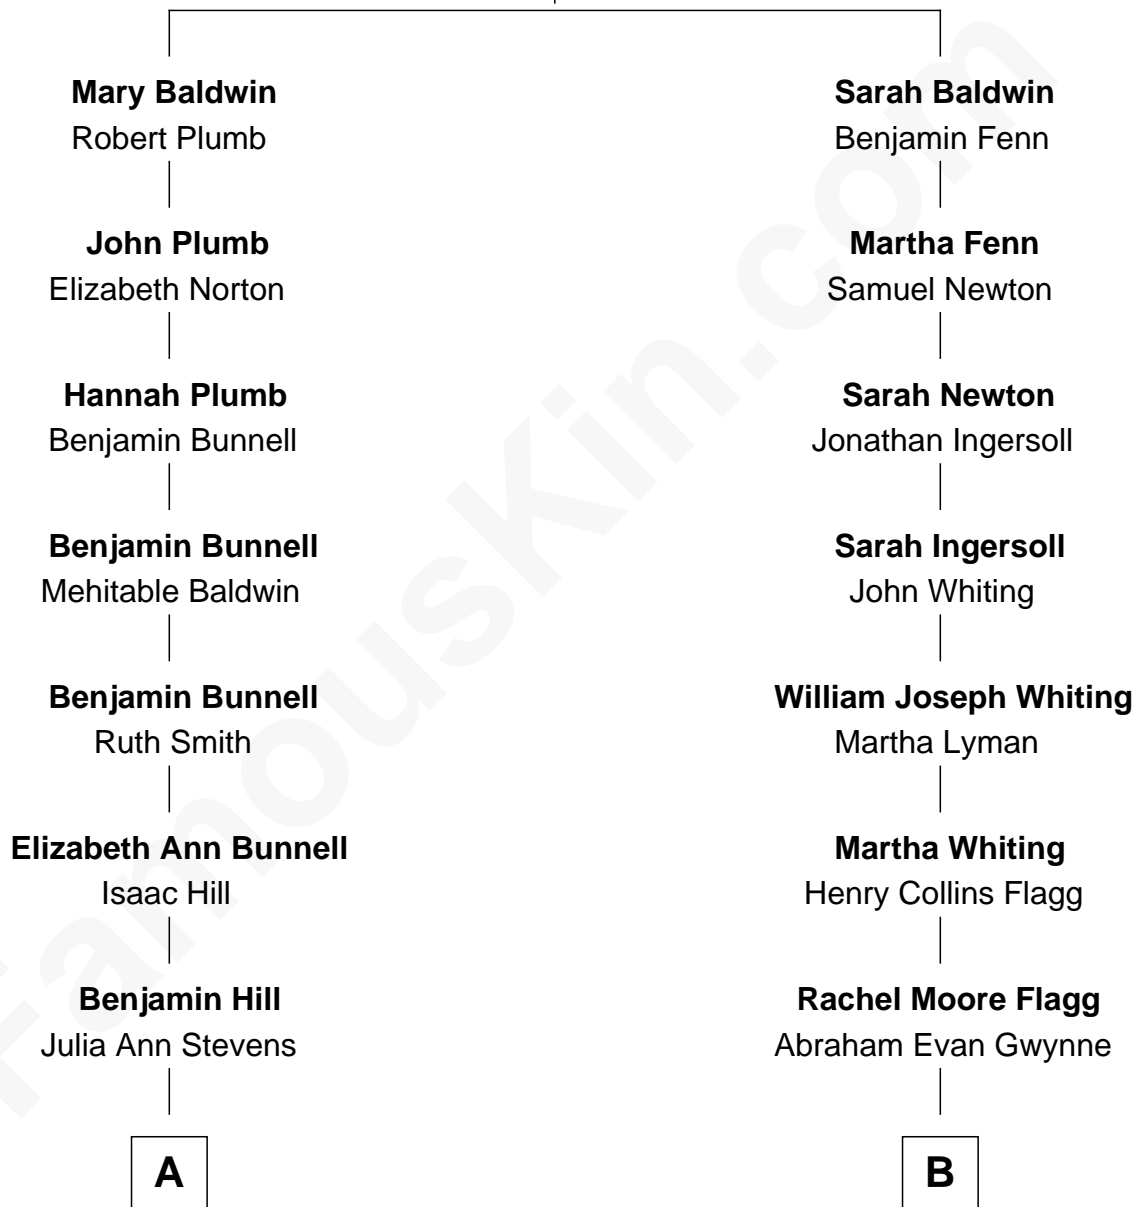 Mary Baldwin
Robert Plumb
John Plumb
Elizabeth Norton
Hannah Plumb
Benjamin Bunnell
Benjamin Bunnell
Mehitable Baldwin
Benjamin Bunnell
Ruth Smith
Elizabeth Ann Bunnell
Isaac Hill
Benjamin Hill
Julia Ann Stevens
A
Sarah Baldwin
Benjamin Fenn
Martha Fenn
Samuel Newton
Sarah Newton
Jonathan Ingersoll
Sarah Ingersoll
John Whiting
William Joseph Whiting
Martha Lyman
Martha Whiting
Henry Collins Flagg
Rachel Moore Flagg
Abraham Evan Gwynne
B
FamousKin.com